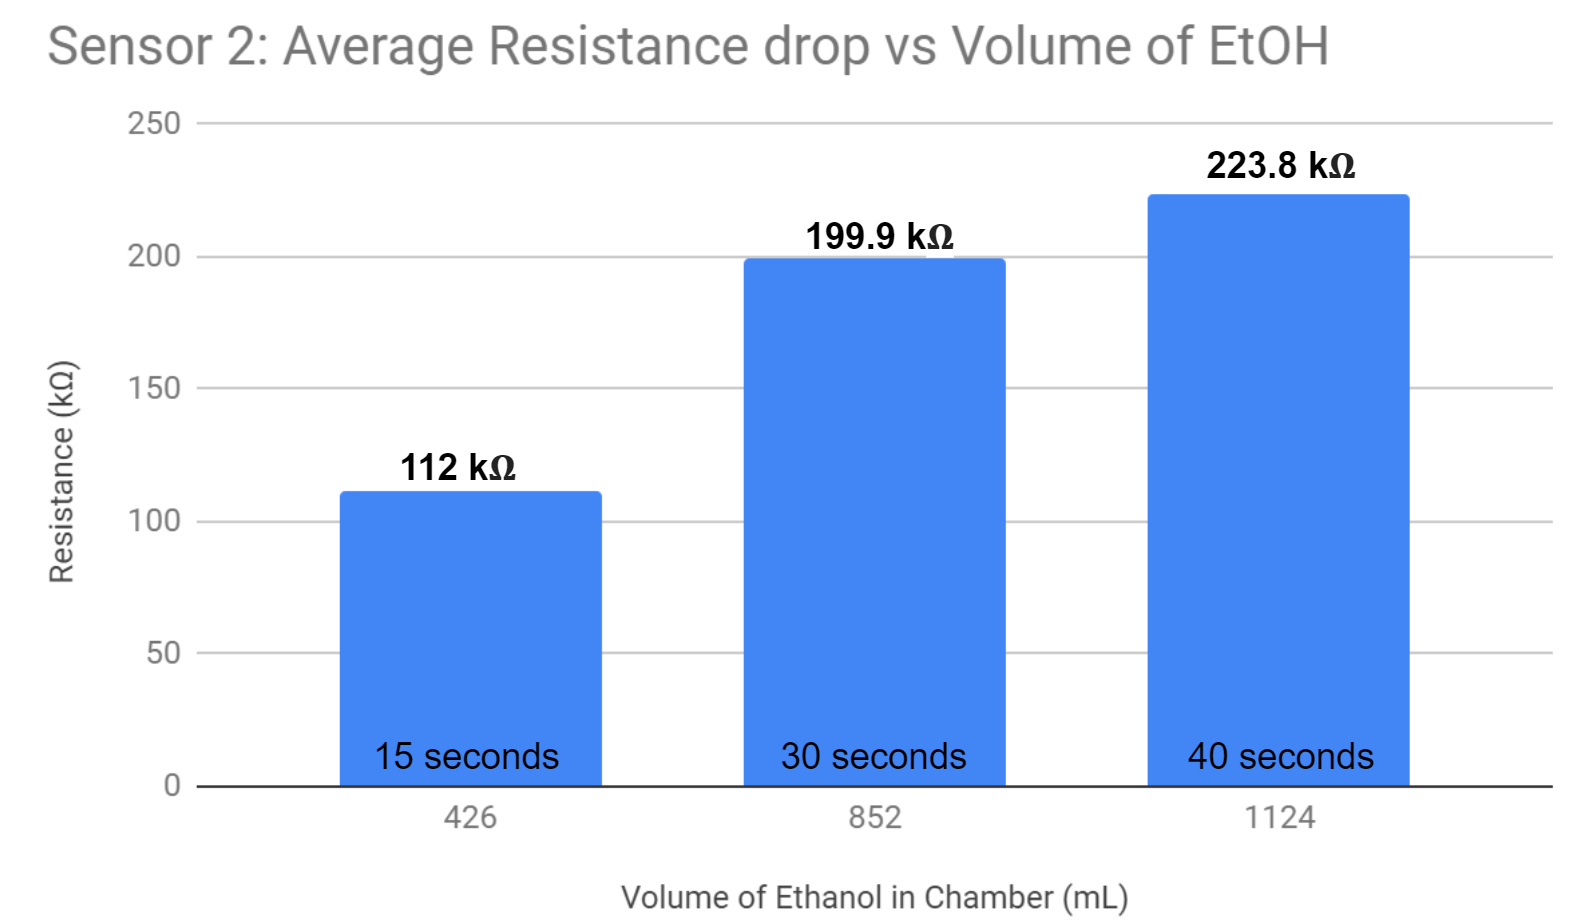 Sensor 2: Average Resistance drop vs Volume of EtOH
250
223.8 kΩ
199.9 kΩ
200
150
112 kΩ
100
50
0
Resistance (kΩ)
15 seconds
30 seconds
40 seconds
426
852
1124
Volume of Ethanol in Chamber (mL)